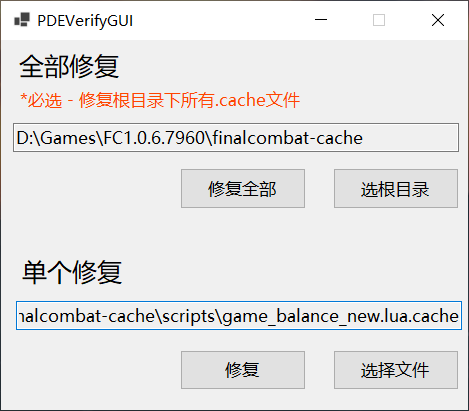 PDEVerifyGUI
全部修复
*必选 - 修复根目录下所有.cache文件
D:\Games\FC1.0.6.7960\finalcombat-cache
修复全部 选根目录
单个修复
nalcombat-cache\scripts\game_balance_new.lua.cache
修复 选择文件